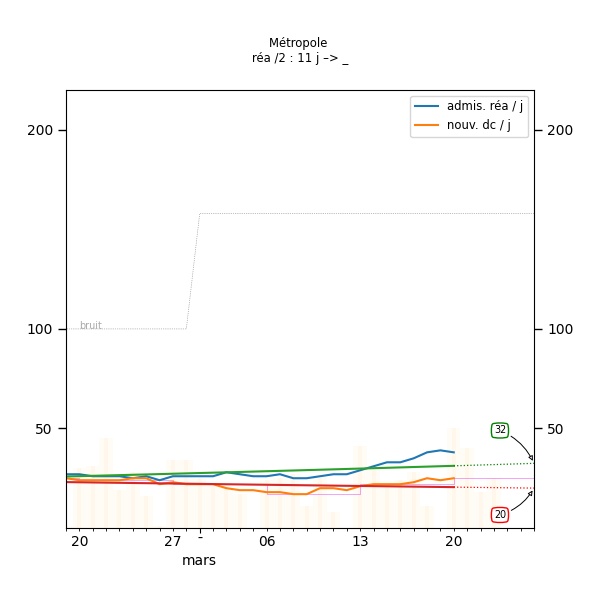 Métropole
réa /2 : 11 j –> _
admis. réa / j
nouv. dc / j
200
200
100
100
bruit
50
50
32
20
20
27
-
06
13
20
mars